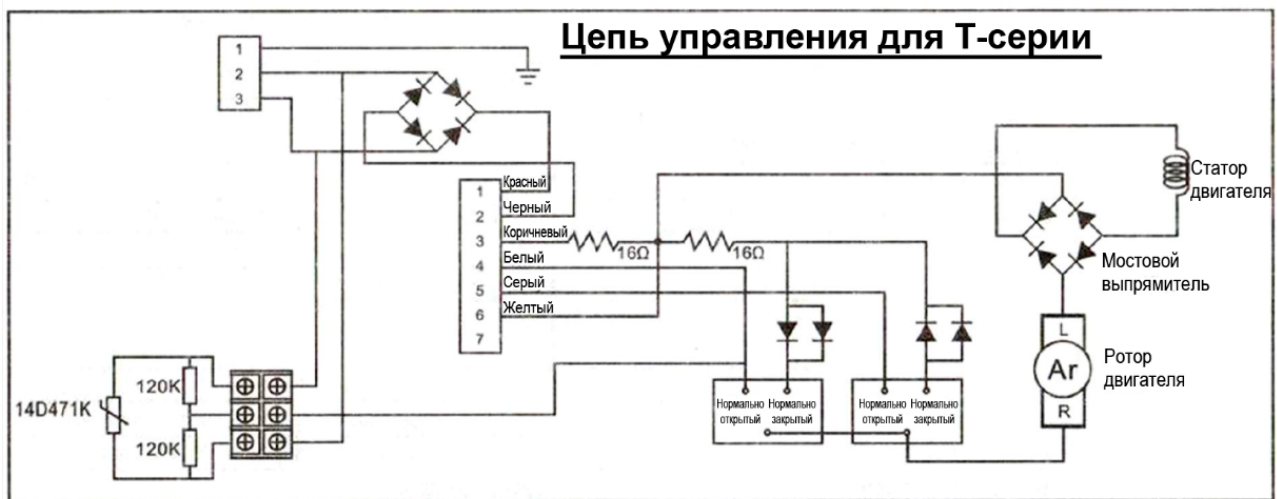 Цепь управления для Т-серии
1
2
3
1
2
3
4
5
6
7
Красный
Черный
Коричневый
Белый
Серый
Желтый
16Ω
16Ω
Статор
двигателя
Мостовой
выпрямитель
L
Ar
R
Ротор
двигателя
Нормально
открытый
Нормально
закрытый
Нормально
открытый
Нормально
закрытый
14D471K
120K
120K